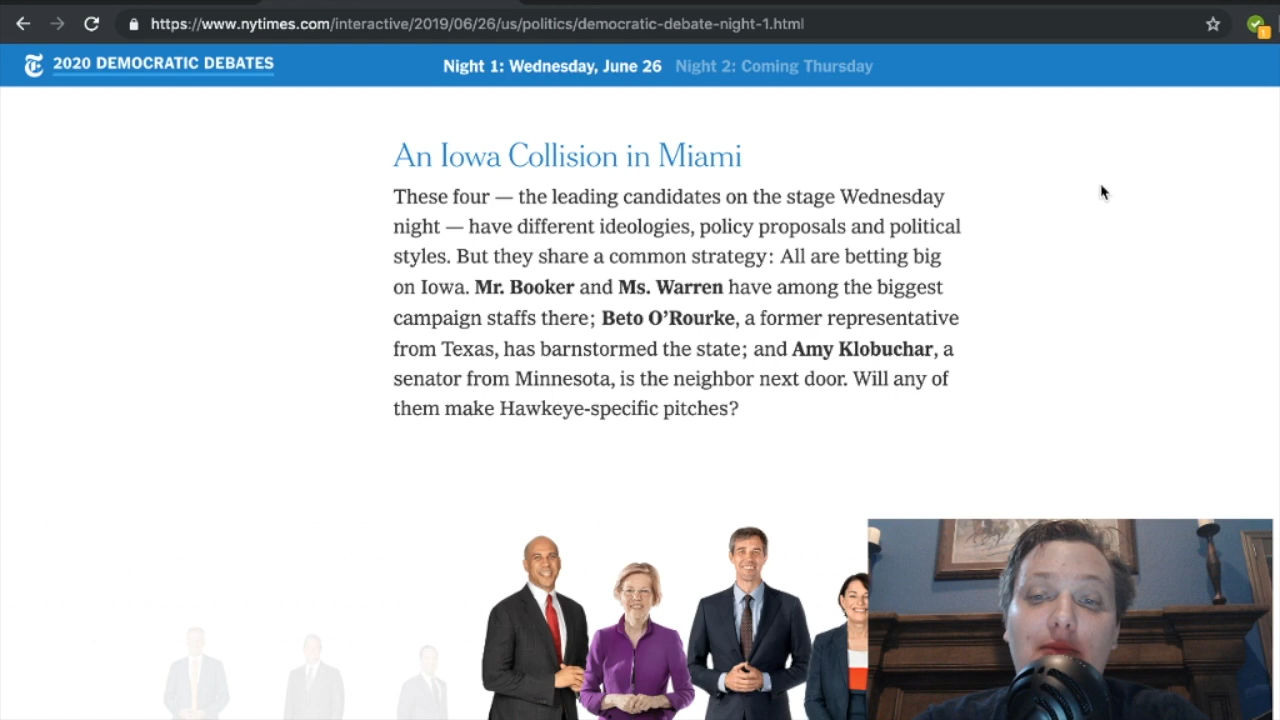 https://www.nytimes.com/interactive/2019/06/26/us/politics/democratic-debate-night-1.html
1
2020 DEMOCRATIC DEBATES
Night 1: Wednesday, June 26 Night 2: Coming Thursday
An Iowa Collision in Miami
These four — the leading candidates on the stage Wednesday
night — have different ideologies, policy proposals and political
styles. But they share a common strategy: All are betting big
on Iowa. Mr. Booker and Ms. Warren have among the biggest
campaign staffs there; Beto O’Rourke, a former representative
from Texas, has barnstormed the state; and Amy Klobuchar, a
senator from Minnesota, is the neighbor next door. Will any of
them make Hawkeye-specific pitches?